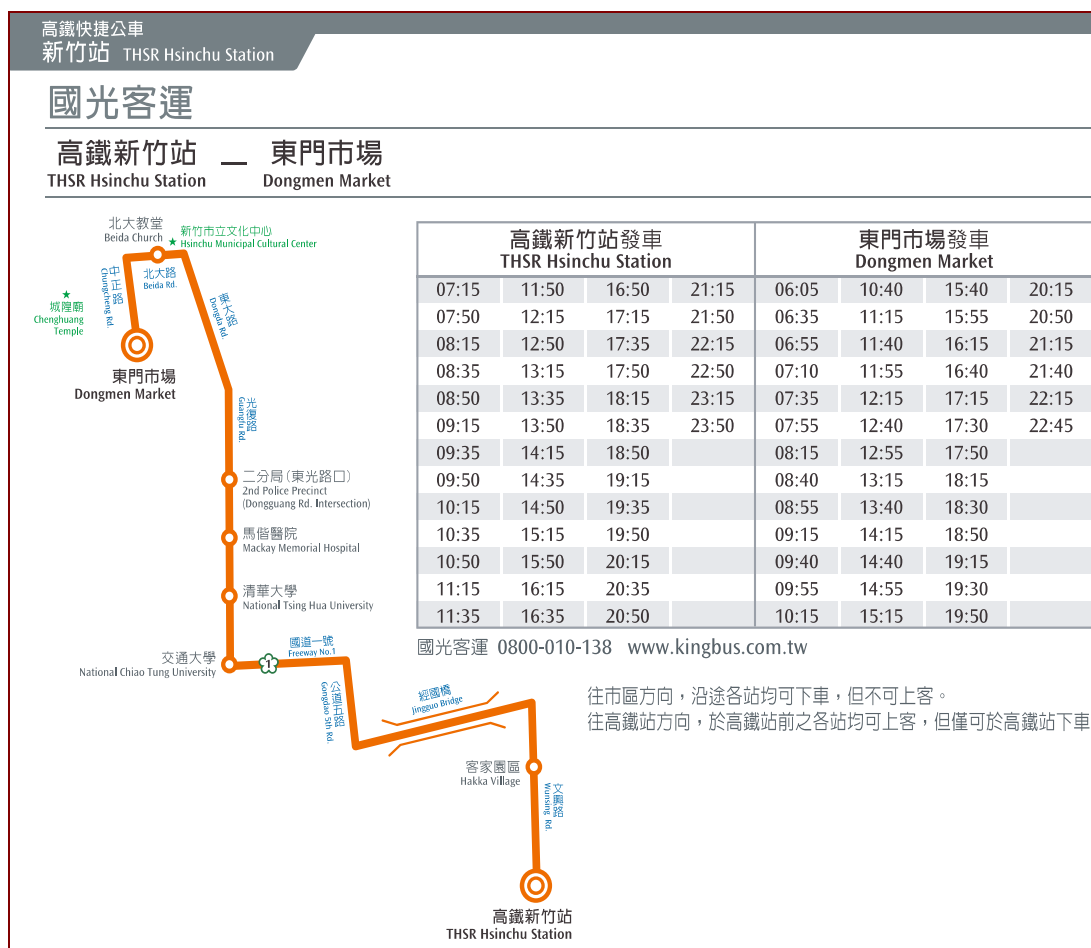 高鐵快捷公車
新竹站 THSR Hsinchu Station
國光客運
高鐵新竹站 — 東門市場
THSR Hsinchu Station Dongmen Market
北大教堂
Beida Church
新竹市立文化中心
Hsinchu Municipal Cultural Center
北大路
Beida Rd.
中正路
Chungcheng Rd.
東大路
Dongda Rd.
城隍廟
Chenghuang
Temple
東門市場
Dongmen Market
光復路
Guangfu Rd.
二分局(東光路口)
2nd Police Precinct
(Dongguang Rd. Intersection)
馬偕醫院
Mackay Memorial Hospital
清華大學
National Tsing Hua University
交通大學
National Chiao Tung University
1
國道一號
Freeway No.1
公道五路
Gongdao 5th Rd.
經國橋
Jingguo Bridge
客家園區
Hakka Village
文興路
Wunsing Rd.
高鐵新竹站
THSR Hsinchu Station
高鐵新竹站發車 東門市場發車
THSR Hsinchu Station Dongmen Market
07:15 11:50 16:50 21:15 06:05 10:40 15:40 20:15
07:50 12:15 17:15 21:50 06:35 11:15 15:55 20:50
08:15 12:50 17:35 22:15 06:55 11:40 16:15 21:15
08:35 13:15 17:50 22:50 07:10 11:55 16:40 21:40
08:50 13:35 18:15 23:15 07:35 12:15 17:15 22:15
09:15 13:50 18:35 23:50 07:55 12:40 17:30 22:45
09:35 14:15 18:50 08:15 12:55 17:50
09:50 14:35 19:15 08:40 13:15 18:15
10:15 14:50 19:35 08:55 13:40 18:30
10:35 15:15 19:50 09:15 14:15 18:50
10:50 15:50 20:15 09:40 14:40 19:15
11:15 16:15 20:35 09:55 14:55 19:30
11:35 16:35 20:50 10:15 15:15 19:50
國光客運 0800-010-138 www.kingbus.com.tw
往市區方向，沿途各站均可下車，但不可上客。
往高鐵站方向，於高鐵站前之各站均可上客，但僅可於高鐵站下車